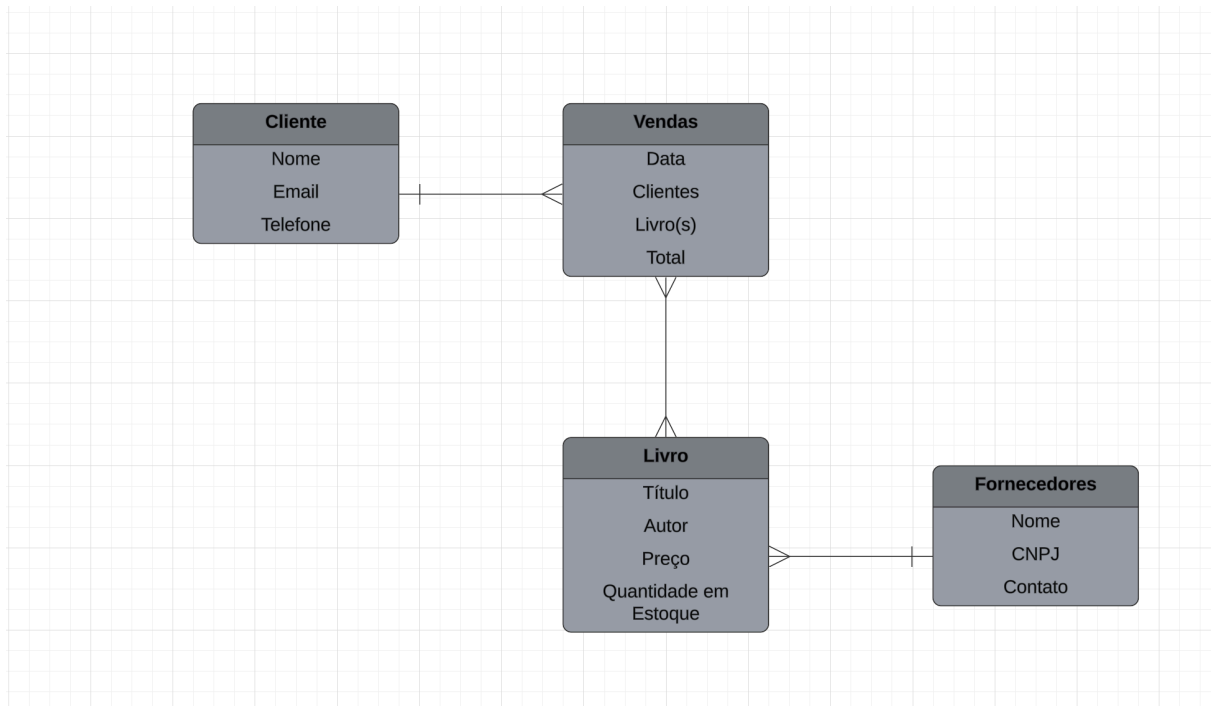 Cliente
Nome
Email
Telefone
Vendas
Data
Clientes
Livro(s)
Total
Livro
Título
Autor
Preço
Quantidade em
Estoque
Fornecedores
Nome
CNPJ
Contato